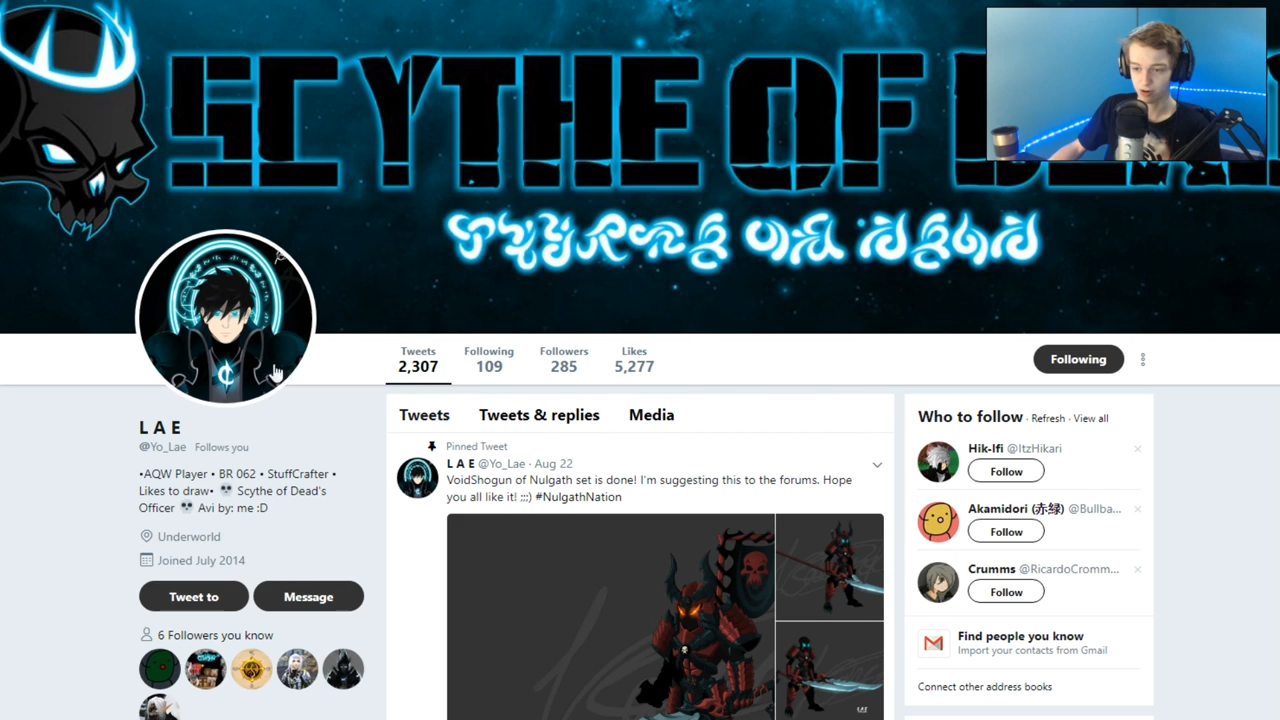 SCYTHE OF
Tweets
2,307
Following
109
Followers
285
Likes
5,277
Following
L A E
@Yo_Lae Follows you
•AQW Player • BR 062 • StuffCrafter •
Likes to draw• 💀 Scythe of Dead's
Officer 💀 Avi by: me :D
Underworld
Joined July 2014
Tweet to
Message
6 Followers you know
Tweets Tweets & replies Media
Pinned Tweet
L A E @Yo_Lae · Aug 22
VoidShogun of Nulgath set is done! I'm suggesting this to the forums. Hope
you all like it! ;;;) #NulgathNation
LAE
Who to follow · Refresh · View all
Hik-Ifi @ItzHikari
Follow
Akamidori (赤緑) @Bullba...
Follow
Crumms @RicardoCromm...
Follow
Find people you know
Import your contacts from Gmail
Connect other address books